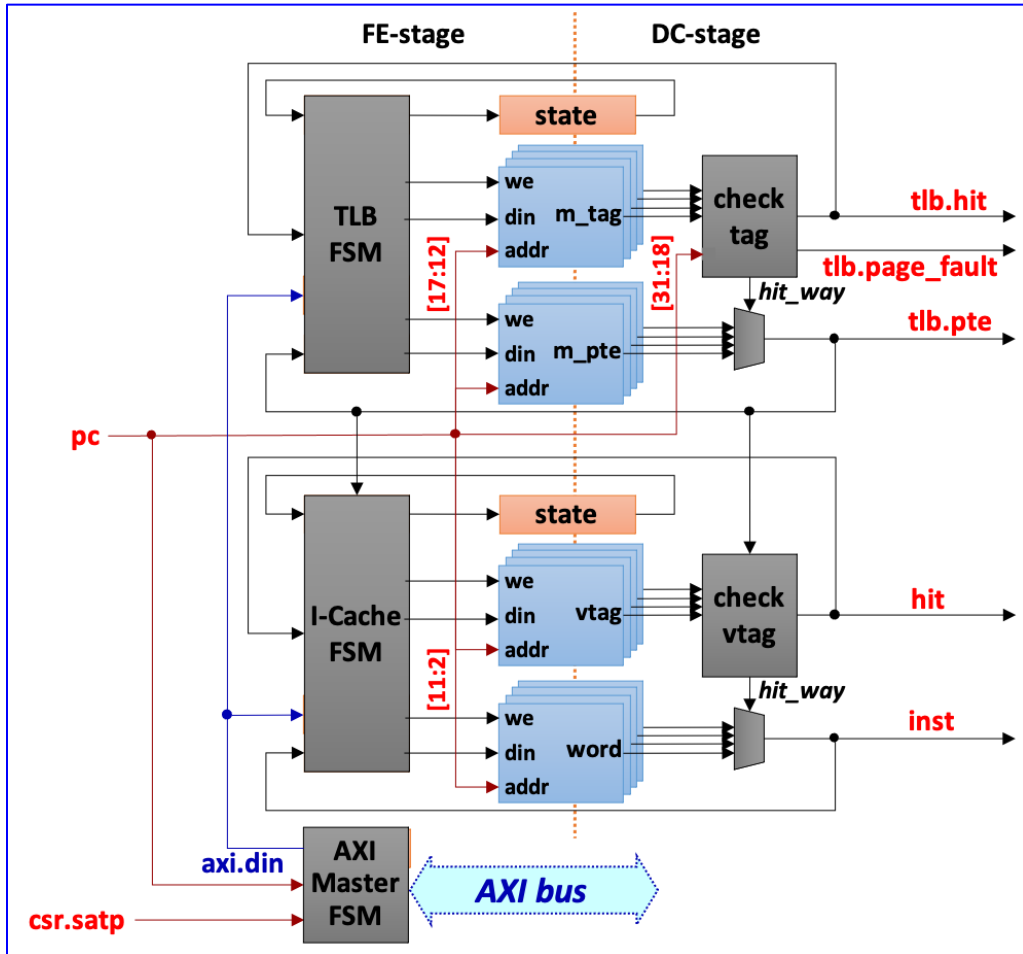 FE-stage
DC-stage
state
TLB
FSM
we
din
addr
m_tag
[17:12]
[31:18]
check
tag
tlb.hit
tlb.page_fault
hit_way
we
din
addr
m_pte
tlb.pte
pc
state
I-Cache
FSM
we
din
addr
vtag
[11:2]
check
vtag
hit
hit_way
we
din
addr
word
inst
axi.din
AXI
Master
FSM
AXI bus
csr.satp